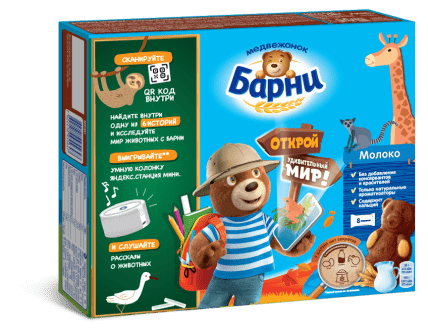 СКАНИРУЙТЕ
QR КОД
ВНУТРИ
НАЙДИТЕ ВНУТРИ
ОДНУ ИЗ 6 ИСТОРИЙ
И ИССЛЕДУЙТЕ
МИР ЖИВОТНЫХ С БАРНИ
ВЫИГРЫВАЙТЕ**
УМНУЮ КОЛОНКУ
ЯНДЕКС.СТАНЦИЯ МИНИ.
И СЛУШАЙТЕ
РАССКАЗЫ
О ЖИВОТНЫХ
МЕДВЕЖОНОК
Барни
ОТКРОЙ
УДИВИТЕЛЬНЫЙ
МИР!
Молоко
Без добавления
консервантов
и красителей
Только натуральные
ароматизаторы
Содержит
кальций
8